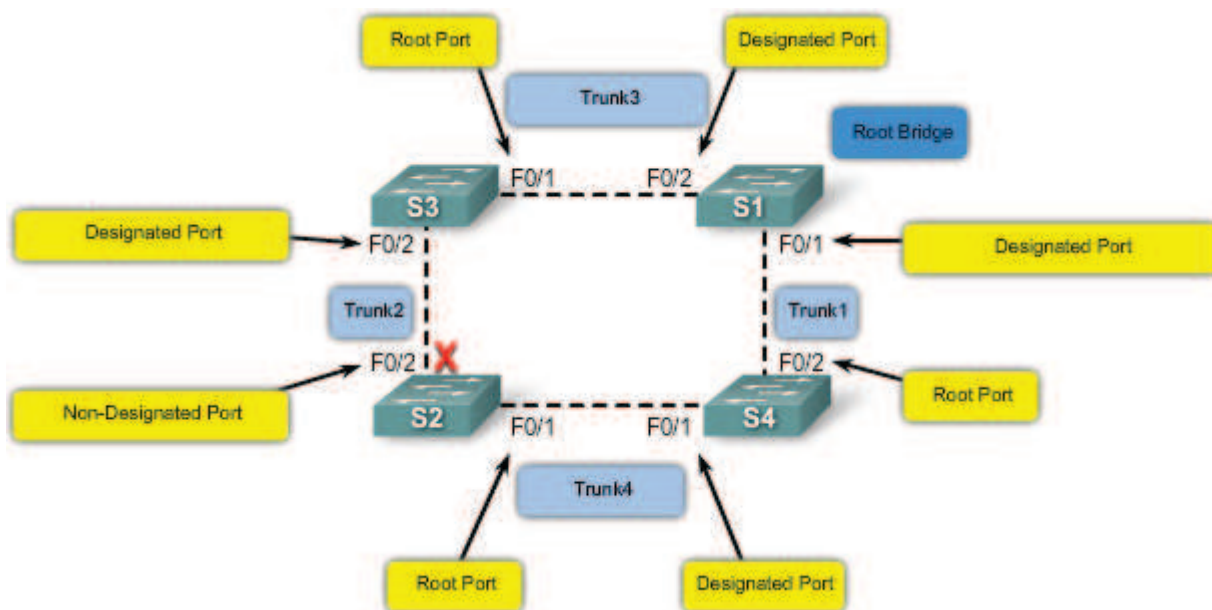 Root Port
Designated Port
Trunk3
Root Bridge
F0/1
F0/2
S3
S1
Designated Port
F0/2
F0/1
Designated Port
Trunk2
Trunk1
F0/2
F0/2
Non-Designated Port
Root Port
S2
S4
F0/1
F0/1
Trunk4
Root Port
Designated Port